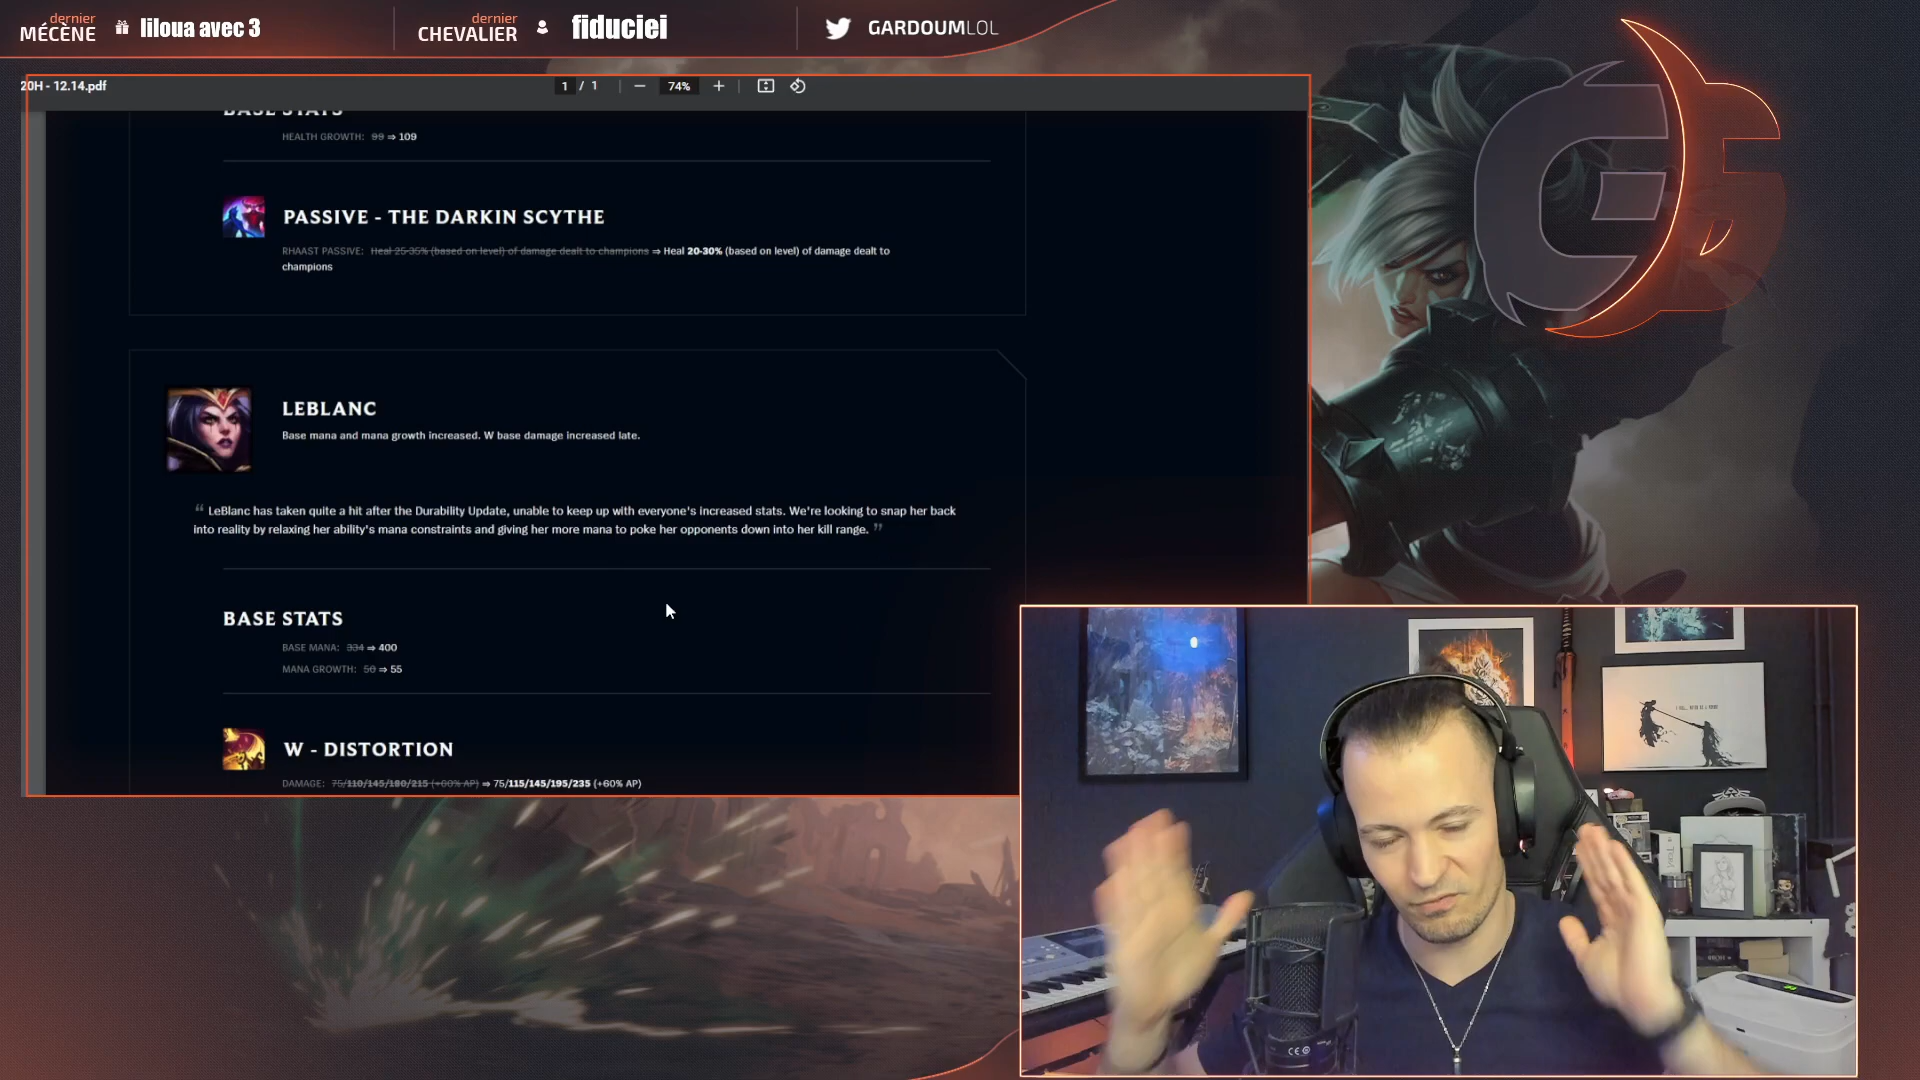 dernier
MÉCÈNE
liloua avec 3
dernier
CHEVALIER
fiduciei
GARDOUMLOL
20H - 12.14.pdf
1 / 1
74%
BASE STATS
HEALTH GROWTH: 99 ⇒ 109
PASSIVE - THE DARKIN SCYTHE
RHAAST PASSIVE: Heal 25-35% (based on level) of damage dealt to champions ⇒ Heal 20-30% (based on level) of damage dealt to
champions
LEBLANC
Base mana and mana growth increased. W base damage increased late.
“ LeBlanc has taken quite a hit after the Durability Update, unable to keep up with everyone's increased stats. We're looking to snap her back
into reality by relaxing her ability's mana constraints and giving her more mana to poke her opponents down into her kill range. ”
BASE STATS
BASE MANA: 334 ⇒ 400
MANA GROWTH: 50 ⇒ 55
W - DISTORTION
DAMAGE: 75/110/145/180/215 (+60% AP) ⇒ 75/115/145/195/235 (+60% AP)